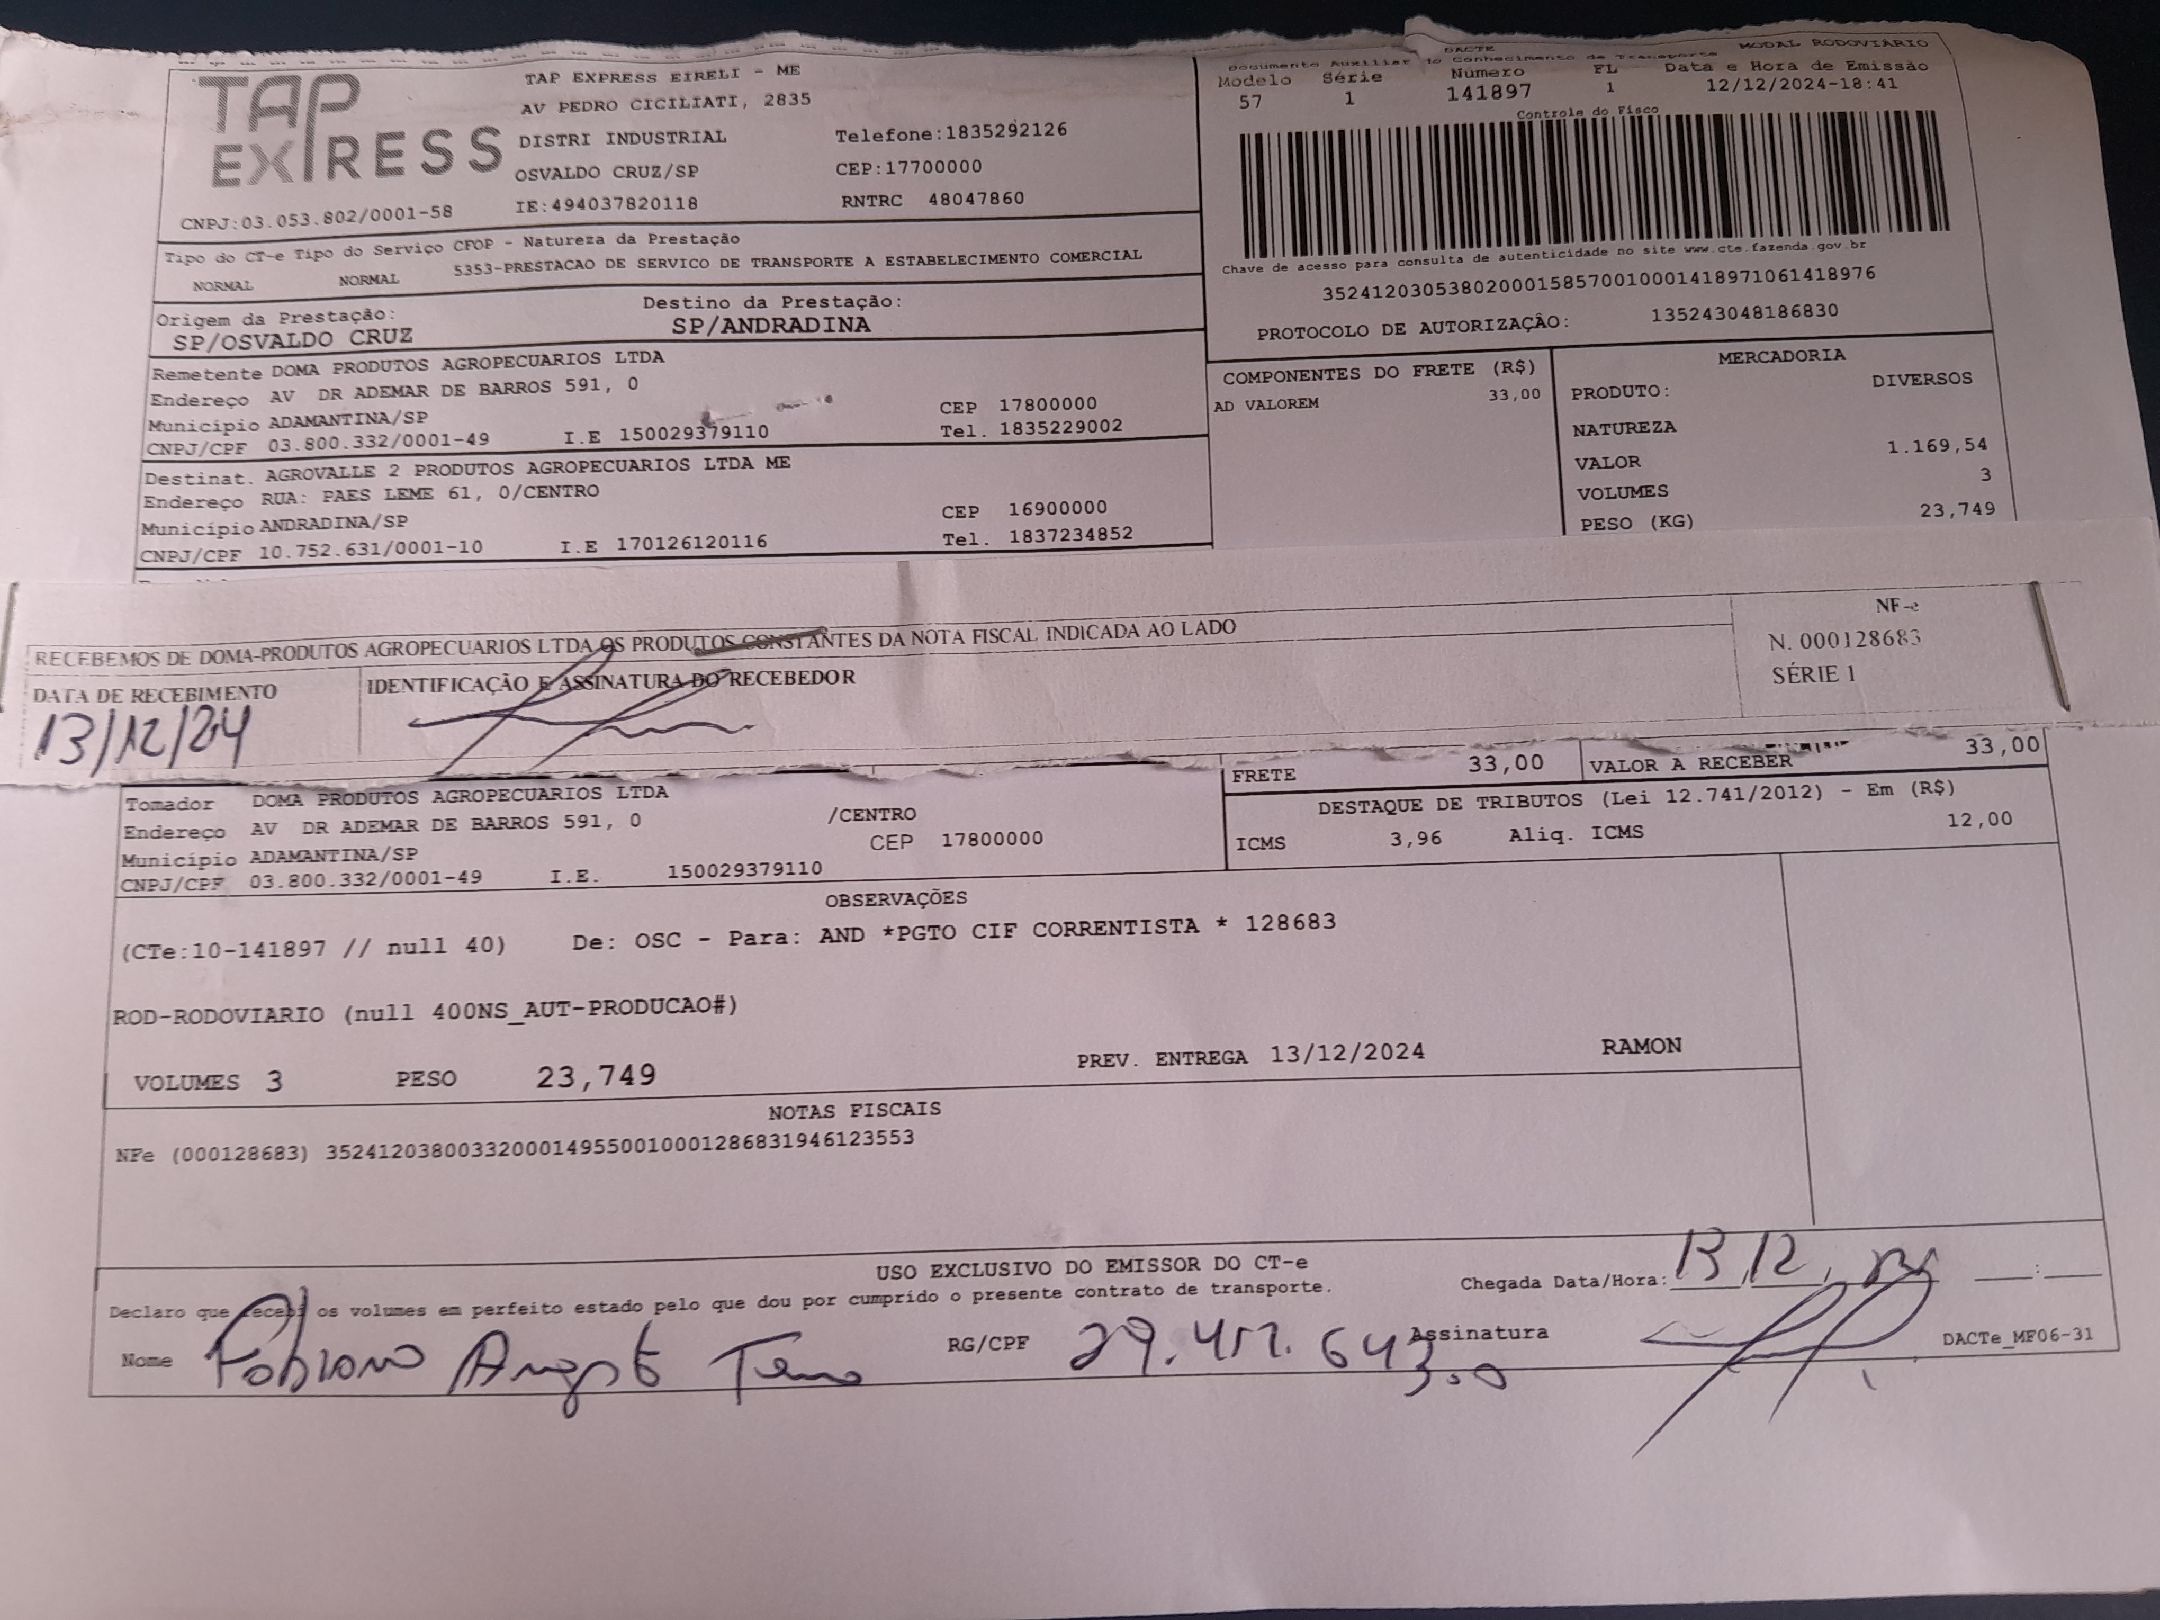 TAP EXPRESS
TAP EXPRESS EIRELI - ME
AV PEDRO CICILIATI, 2835
DISTRI INDUSTRIAL Telefone:1835292126
OSVALDO CRUZ/SP CEP:17700000
CNPJ:03.053.802/0001-58 IE:494037820118 RNTRC 48047860
DACTE MODAL RODOVIÁRIO
Documento Auxiliar do Conhecimento de Transporte
Modelo Série Número FL Data e Hora de Emissão
57 1 141897 1 12/12/2024-18:41
Controle do Fisco
Chave de acesso para consulta de autenticidade no site www.cte.fazenda.gov.br
35241203053802000158570010001418971061418976
PROTOCOLO DE AUTORIZAÇÂO: 135243048186830
Tipo do CT-e Tipo do Serviço CFOP - Natureza da Prestação
NORMAL NORMAL 5353-PRESTACAO DE SERVICO DE TRANSPORTE A ESTABELECIMENTO COMERCIAL
Origem da Prestação: Destino da Prestação:
SP/OSVALDO CRUZ SP/ANDRADINA
Remetente DOMA PRODUTOS AGROPECUARIOS LTDA
Endereço AV DR ADEMAR DE BARROS 591, 0
Município ADAMANTINA/SP CEP 17800000
CNPJ/CPF 03.800.332/0001-49 I.E 150029379110 Tel. 1835229002
Destinat. AGROVALLE 2 PRODUTOS AGROPECUARIOS LTDA ME
Endereço RUA: PAES LEME 61, 0/CENTRO
Município ANDRADINA/SP CEP 16900000
CNPJ/CPF 10.752.631/0001-10 I.E 170126120116 Tel. 1837234852
COMPONENTES DO FRETE (R$)
AD VALOREM 33,00
MERCADORIA
PRODUTO: DIVERSOS
NATUREZA
VALOR 1.169,54
VOLUMES 3
PESO (KG) 23,749
RECEBEMOS DE DOMA-PRODUTOS AGROPECUARIOS LTDA OS PRODUTOS CONSTANTES DA NOTA FISCAL INDICADA AO LADO
DATA DE RECEBIMENTO IDENTIFICAÇÃO E ASSINATURA DO RECEBEDOR
13/12/24
NF-e
N. 000128683
SÉRIE 1
FRETE 33,00 VALOR A RECEBER 33,00
DESTAQUE DE TRIBUTOS (Lei 12.741/2012) - Em (R$)
ICMS 3,96 Aliq. ICMS 12,00
Tomador DOMA PRODUTOS AGROPECUARIOS LTDA
Endereço AV DR ADEMAR DE BARROS 591, 0 /CENTRO
Município ADAMANTINA/SP CEP 17800000
CNPJ/CPF 03.800.332/0001-49 I.E. 150029379110
OBSERVAÇÕES
(CTe:10-141897 // null 40) De: OSC - Para: AND *PGTO CIF CORRENTISTA * 128683
ROD-RODOVIARIO (null 400NS_AUT-PRODUCAO#)
VOLUMES 3 PESO 23,749 PREV. ENTREGA 13/12/2024 RAMON
NOTAS FISCAIS
NFe (000128683) 35241203800332000149550010001286831946123553
USO EXCLUSIVO DO EMISSOR DO CT-e
Declaro que recebi os volumes em perfeito estado pelo que dou por cumprido o presente contrato de transporte.
Chegada Data/Hora: 13, 12, 24 :
Nome Fabiano RG/CPF Assinatura
DACTe_MF06-31